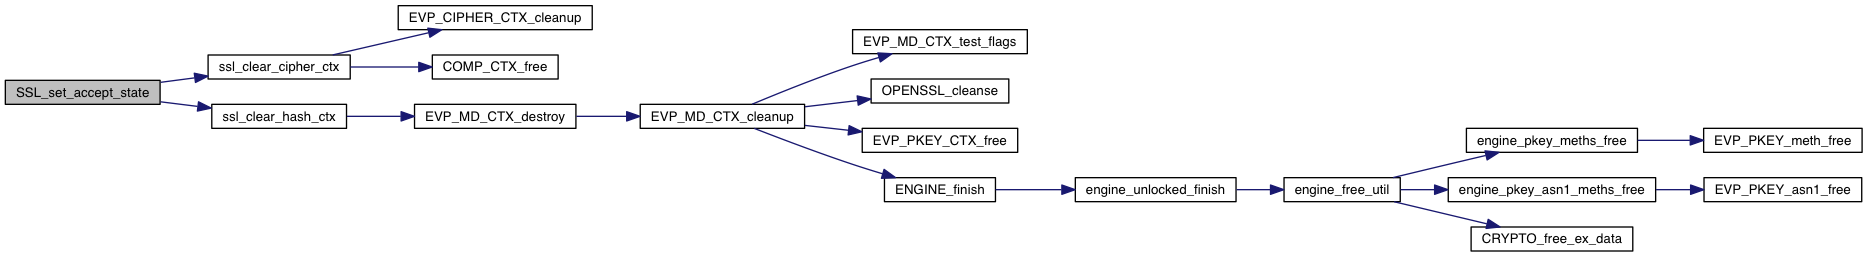 SSL_set_accept_state
ssl_clear_cipher_ctx
EVP_CIPHER_CTX_cleanup
COMP_CTX_free
ssl_clear_hash_ctx
EVP_MD_CTX_destroy
EVP_MD_CTX_cleanup
EVP_MD_CTX_test_flags
OPENSSL_cleanse
EVP_PKEY_CTX_free
ENGINE_finish
engine_unlocked_finish
engine_free_util
engine_pkey_meths_free
EVP_PKEY_meth_free
engine_pkey_asn1_meths_free
EVP_PKEY_asn1_free
CRYPTO_free_ex_data